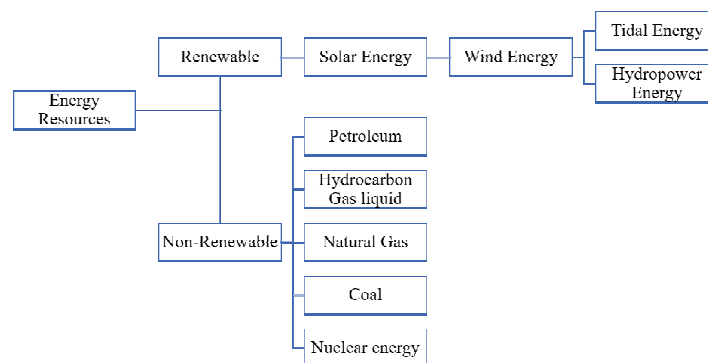 Tidal Energy
Renewable
Solar Energy
Wind Energy
Hydropower
Energy
Energy
Resources
Petroleum
Hydrocarbon
Gas liquid
Non-Renewable
Natural Gas
Coal
Nuclear energy